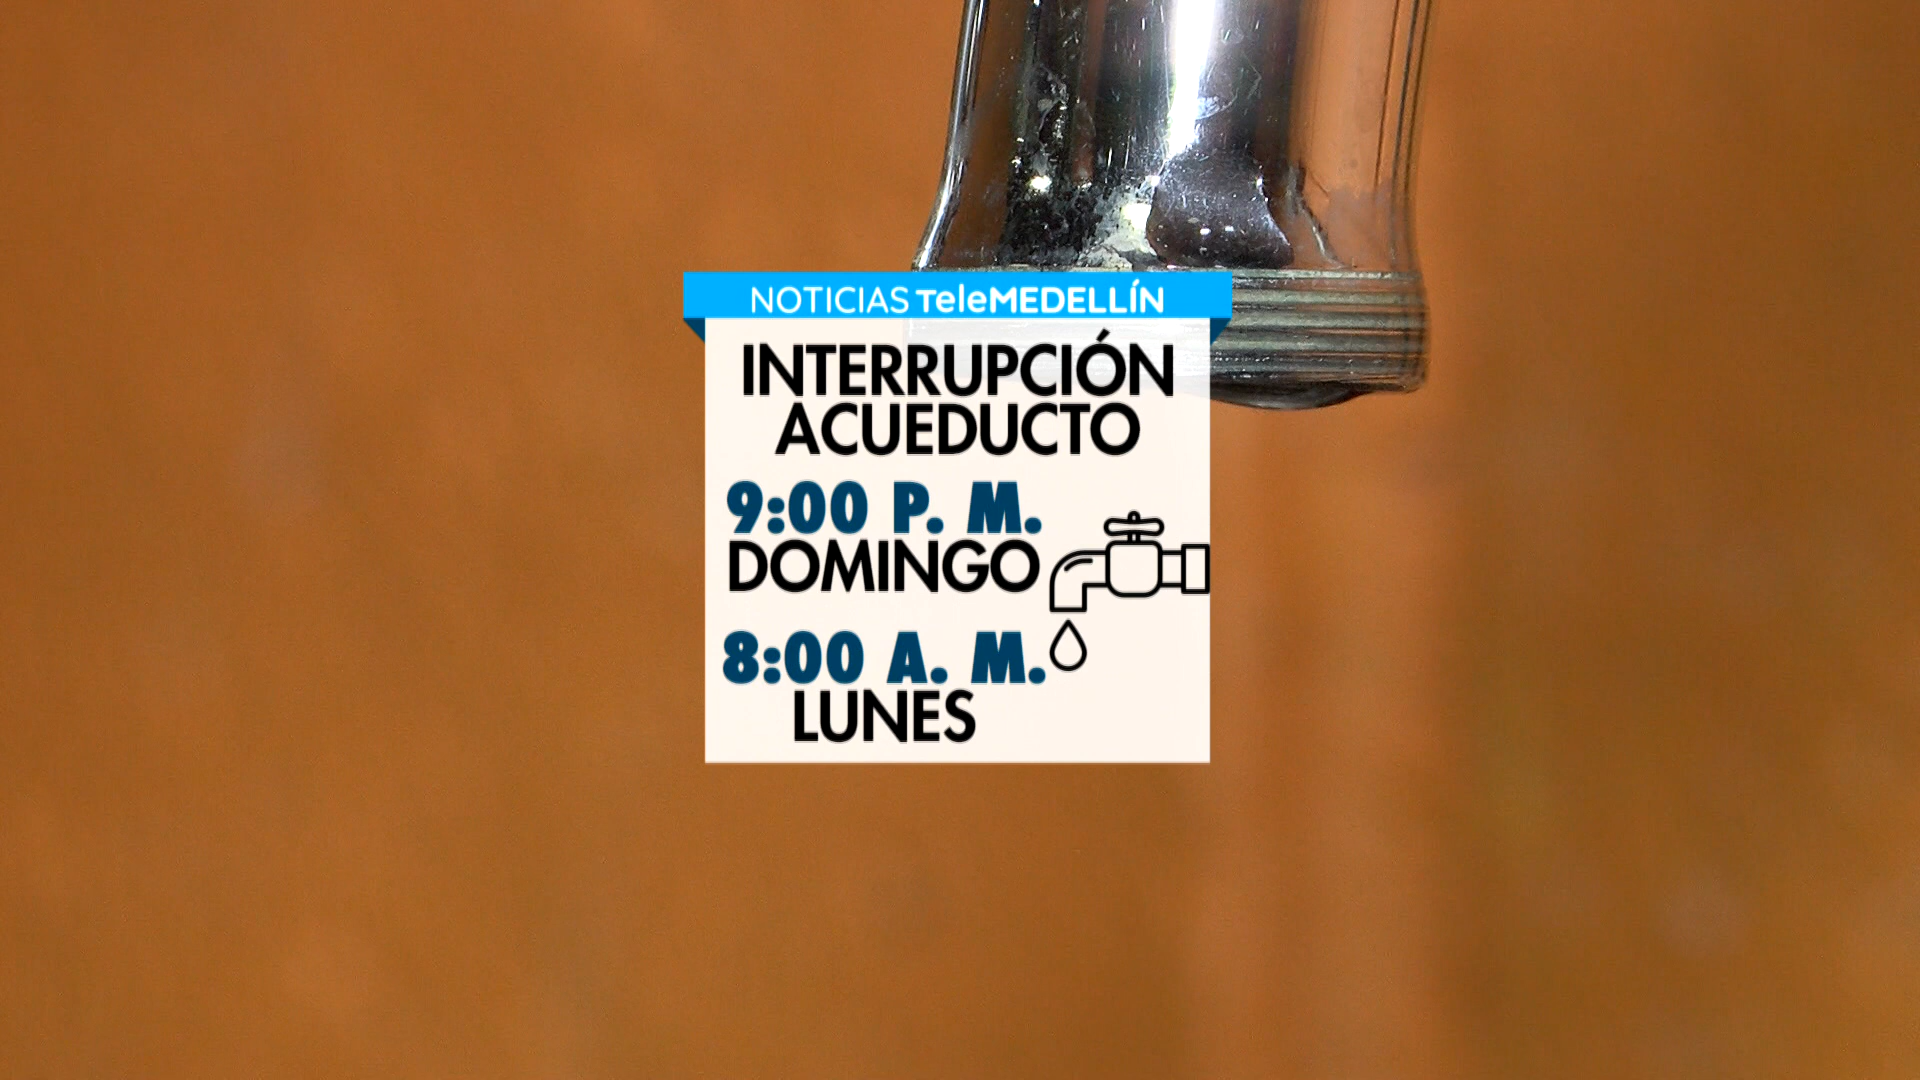 NOTICIAS TeleMEDELLÍN
INTERRUPCIÓN
ACUEDUCTO
9:00 P. M.
DOMINGO
8:00 A. M.
LUNES